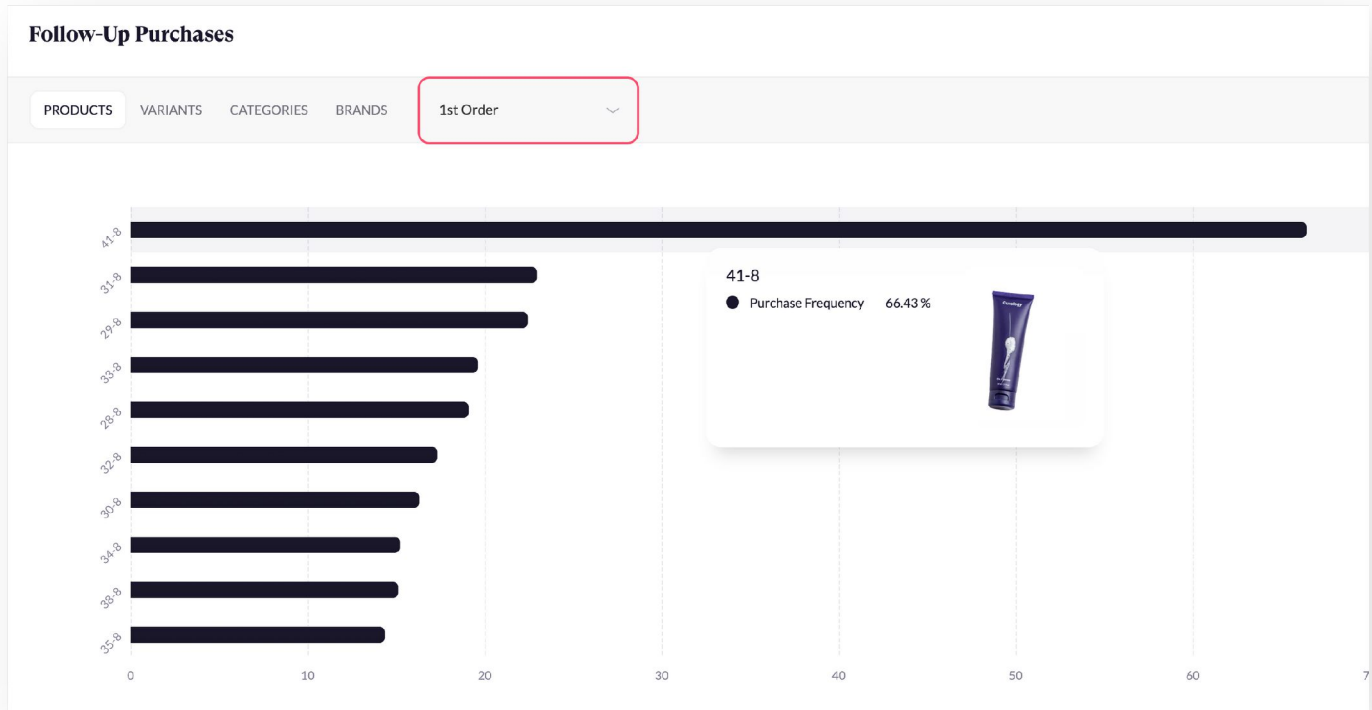 Follow-Up Purchases
PRODUCTS VARIANTS CATEGORIES BRANDS 1st Order
41-8
31-8
29-8
33-8
28-8
32-8
30-8
34-8
38-8
35-8
41-8
Purchase Frequency 66.43 %
0 10 20 30 40 50 60 7